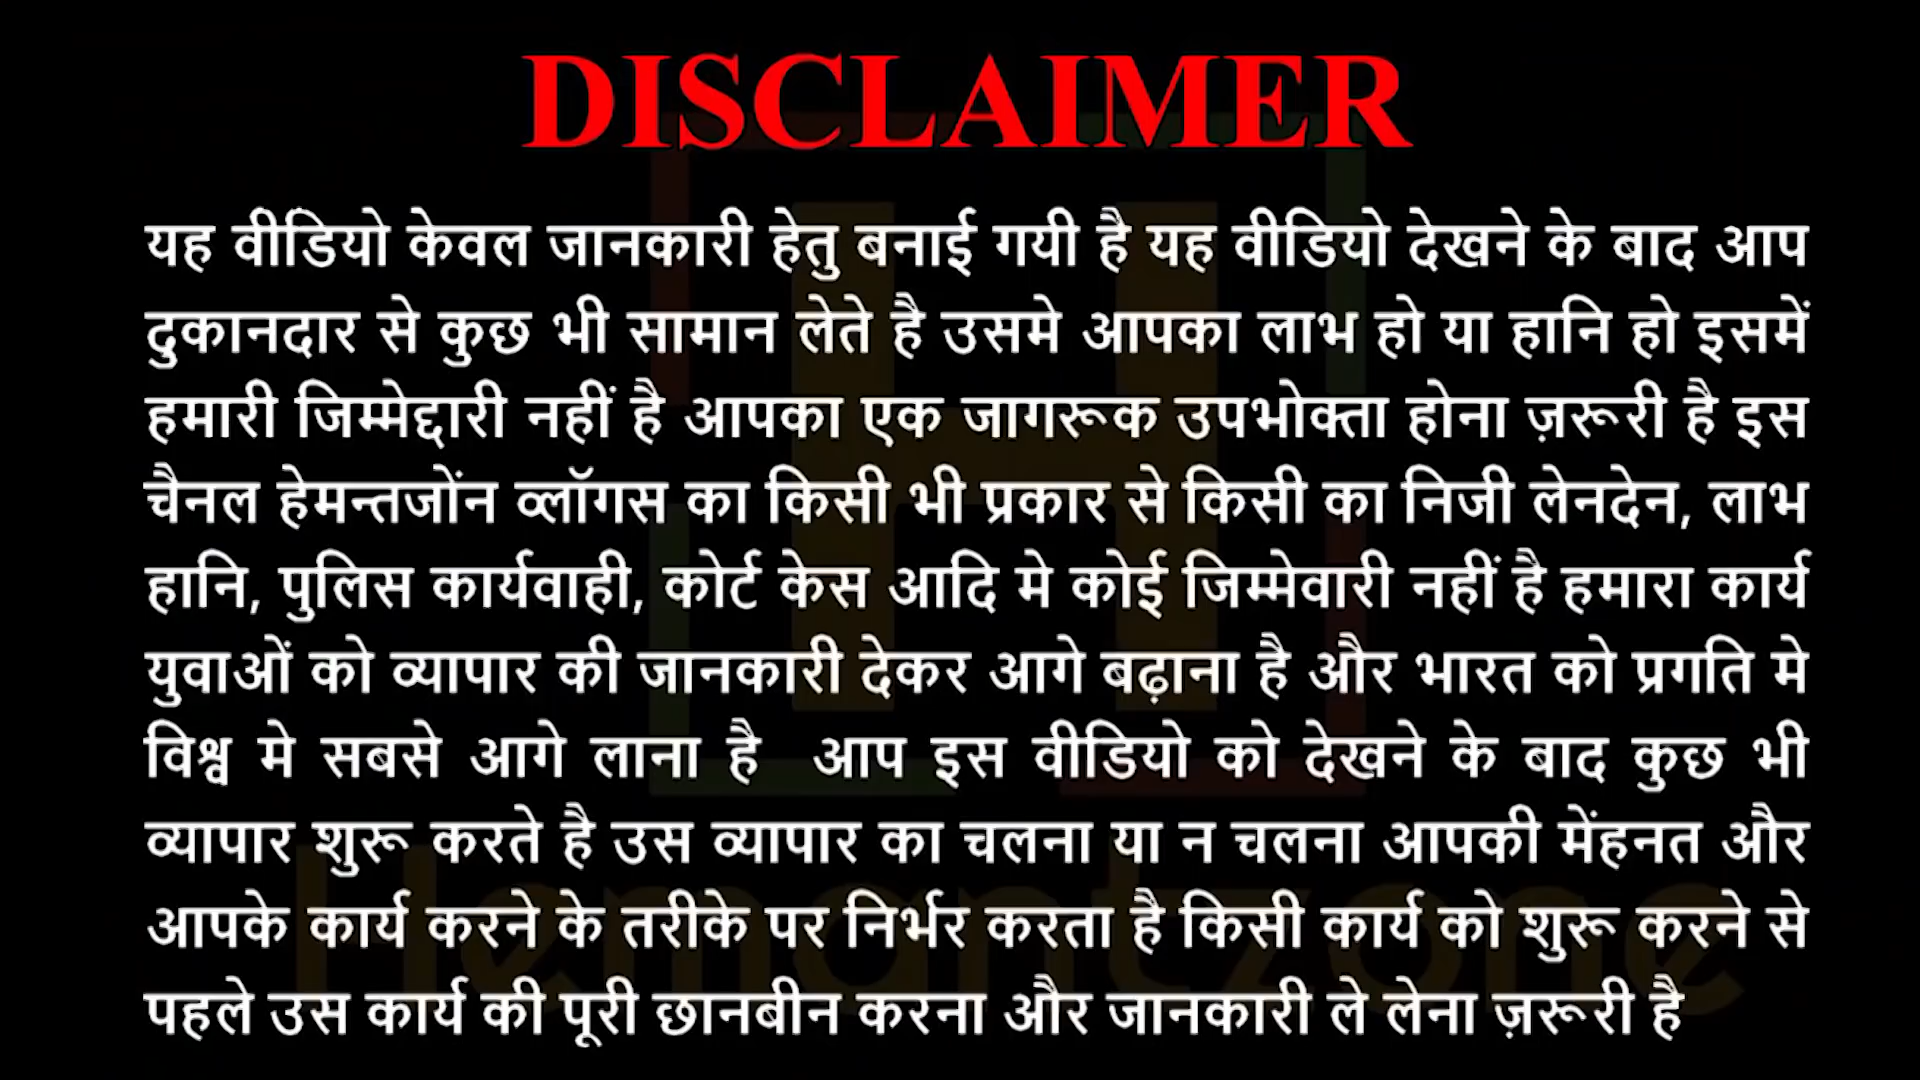 DISCLAIMER
यह वीडियो केवल जानकारी हेतु बनाई गयी है यह वीडियो देखने के बाद आप
दुकानदार से कुछ भी सामान लेते है उसमे आपका लाभ हो या हानि हो इसमें
हमारी जिम्मेद्दारी नहीं है आपका एक जागरूक उपभोक्ता होना ज़रूरी है इस
चैनल हेमन्तजोंन व्लॉगस का किसी भी प्रकार से किसी का निजी लेनदेन, लाभ
हानि, पुलिस कार्यवाही, कोर्ट केस आदि मे कोई जिम्मेवारी नहीं है हमारा कार्य
युवाओं को व्यापार की जानकारी देकर आगे बढ़ाना है और भारत को प्रगति मे
विश्व मे सबसे आगे लाना है आप इस वीडियो को देखने के बाद कुछ भी
व्यापार शुरू करते है उस व्यापार का चलना या न चलना आपकी मेंहनत और
आपके कार्य करने के तरीके पर निर्भर करता है किसी कार्य को शुरू करने से
पहले उस कार्य की पूरी छानबीन करना और जानकारी ले लेना ज़रूरी है
Hemantzone